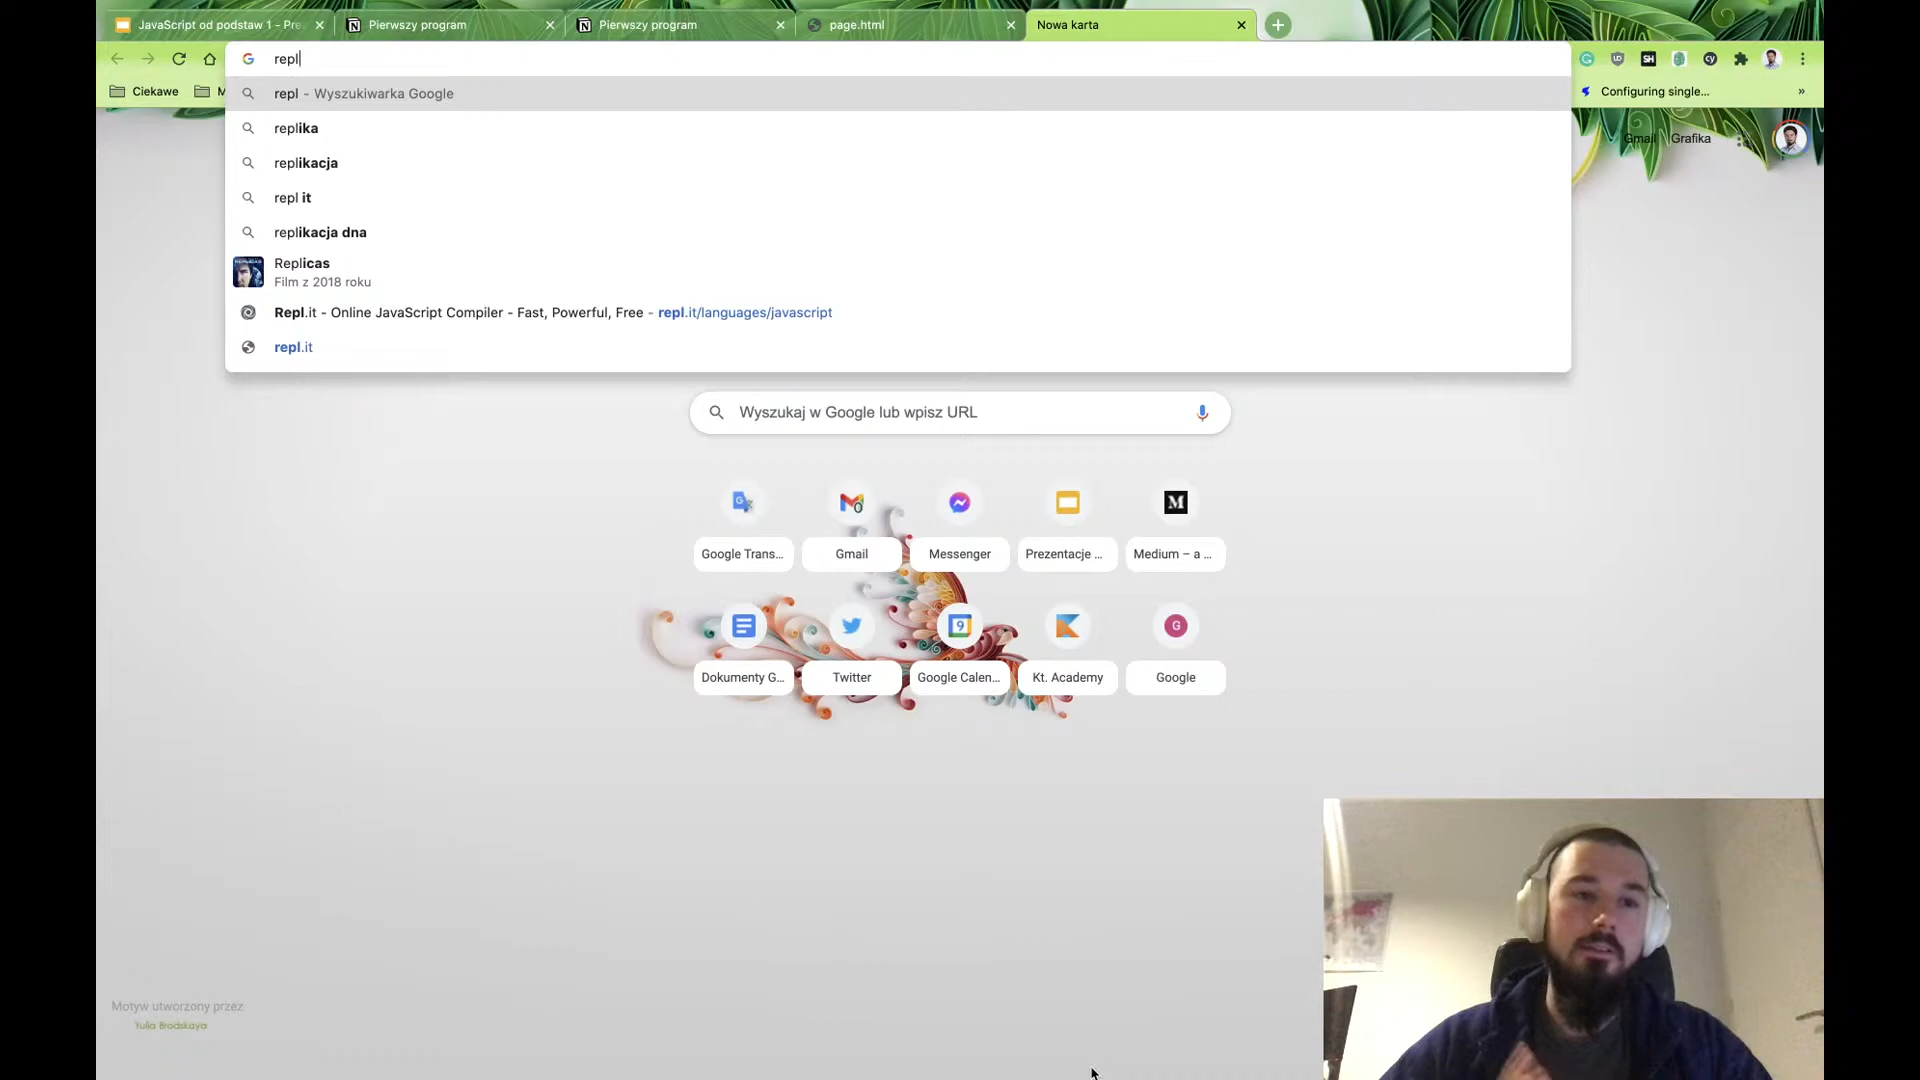 JavaScript od podstaw 1 - Pre
Pierwszy program
Pierwszy program
page.html
Nowa karta
repl
Ciekawe
M
Configuring single...
»
repl - Wyszukiwarka Google
replika
replikacja
repl it
replikacja dna
Replicas
Film z 2018 roku
Repl.it - Online JavaScript Compiler - Fast, Powerful, Free - repl.it/languages/javascript
repl.it
Gmail Grafika
Wyszukaj w Google lub wpisz URL
Google Trans...
Gmail
Messenger
Prezentacje ...
Medium – a ...
Dokumenty G...
Twitter
Google Calen...
Kt. Academy
Google
Motyw utworzony przez
Yulia Brodskaya